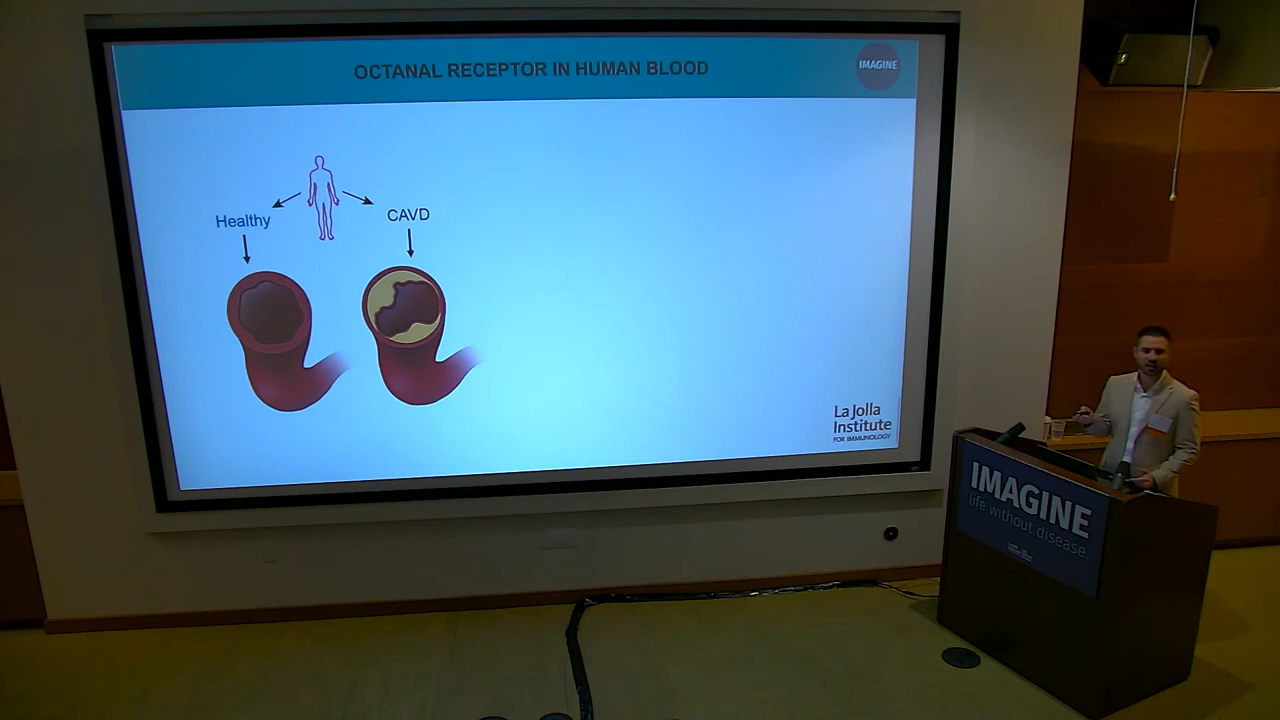 OCTANAL RECEPTOR IN HUMAN BLOOD
IMAGINE
Healthy
CAVD
La Jolla
Institute
FOR IMMUNOLOGY
IMAGINE
life without disease.